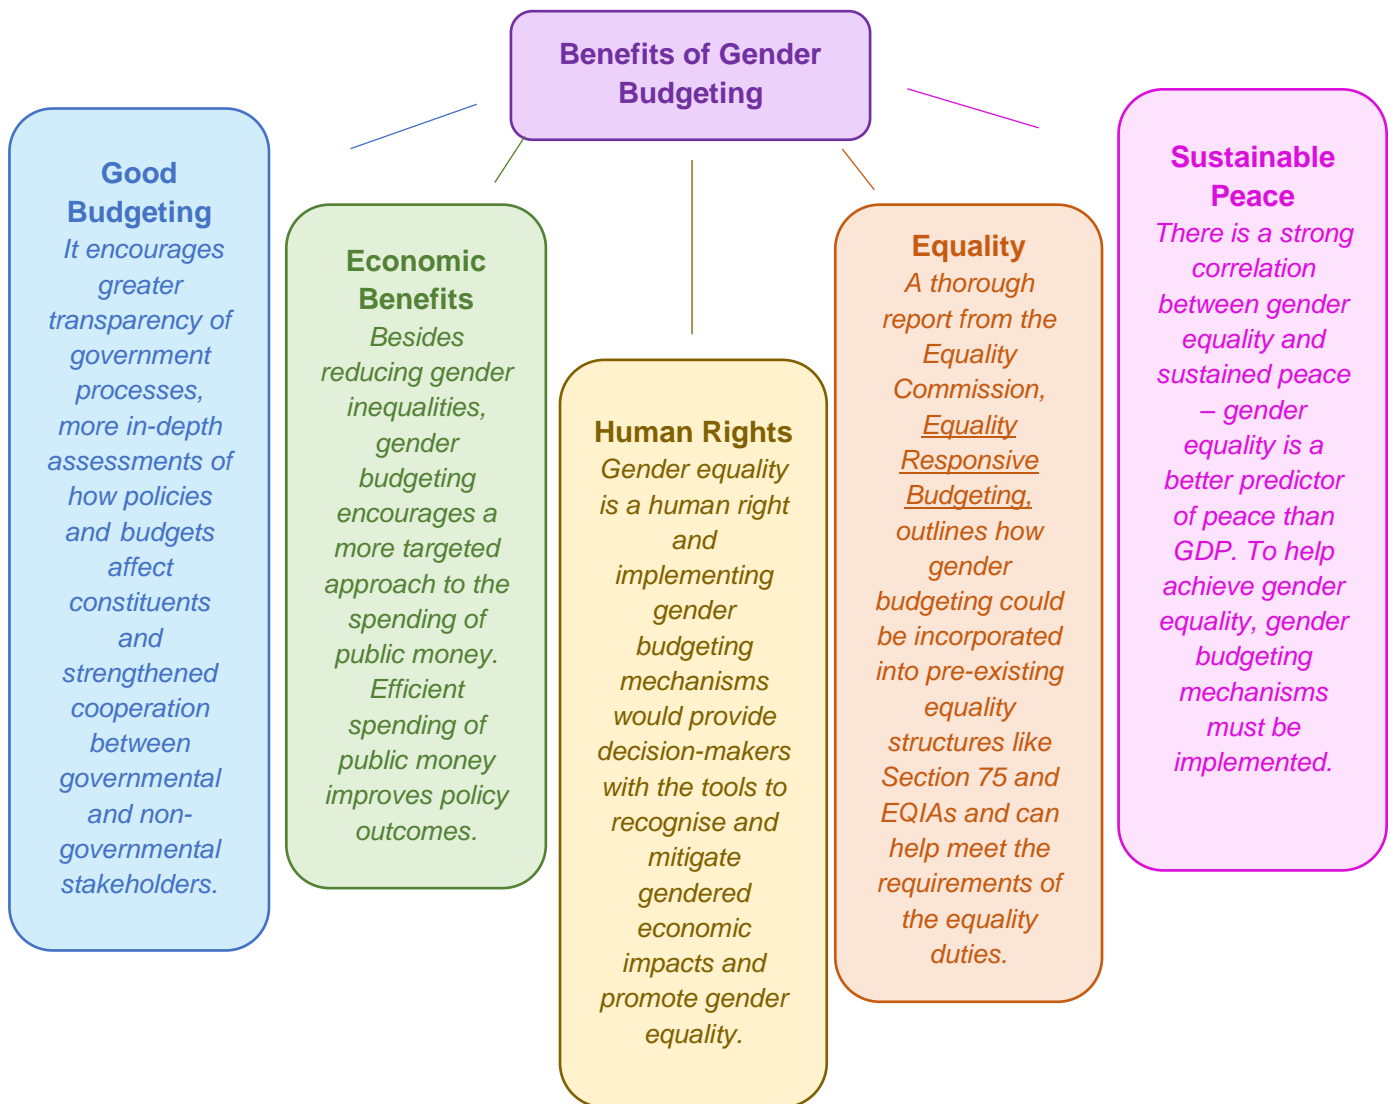 Benefits of Gender
Budgeting
Good
Budgeting
It encourages
greater
transparency of
government
processes,
more in-depth
assessments of
how policies
and budgets
affect
constituents
and
strengthened
cooperation
between
governmental
and non-
governmental
stakeholders.
Economic
Benefits
Besides
reducing gender
inequalities,
gender
budgeting
encourages a
more targeted
approach to the
spending of
public money.
Efficient
spending of
public money
improves policy
outcomes.
Human Rights
Gender equality
is a human right
and
implementing
gender
budgeting
mechanisms
would provide
decision-makers
with the tools to
recognise and
mitigate
gendered
economic
impacts and
promote gender
equality.
Equality
A thorough
report from the
Equality
Commission,
Equality
Responsive
Budgeting,
outlines how
gender
budgeting could
be incorporated
into pre-existing
equality
structures like
Section 75 and
EQIAs and can
help meet the
requirements of
the equality
duties.
Sustainable
Peace
There is a strong
correlation
between gender
equality and
sustained peace
– gender
equality is a
better predictor
of peace than
GDP. To help
achieve gender
equality, gender
budgeting
mechanisms
must be
implemented.